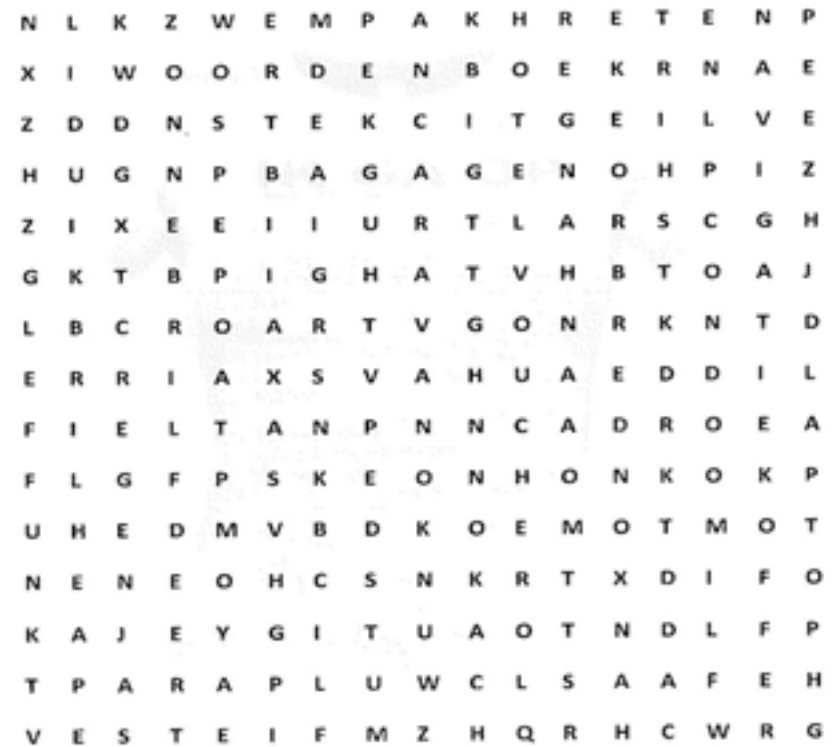 N L K Z W E M P A K H R E T E N P
X I W O O R D E N B O E K R N A E
Z D D N S T E K C I T G E I L V E
H U G N P B A G A G E N O H P I Z
Z I X E E I I U R T L A R S C G H
G K T B P I G H A T V H B T O A J
L B C R O A R T V G O N R K N T D
E R R I A X S V A H U A E D D I L
F I E L T A N P N N C A D R O E A
F L G F P S K E O N H O N K O K P
U H E D M V B D K O E M O T M O T
N E N E O H C S N K R T X D I F O
K A J E Y G I T U A O T N D L F P
T P A R A P L U W C L S A A F E H
V E S T E I F M Z H Q R H C W R G